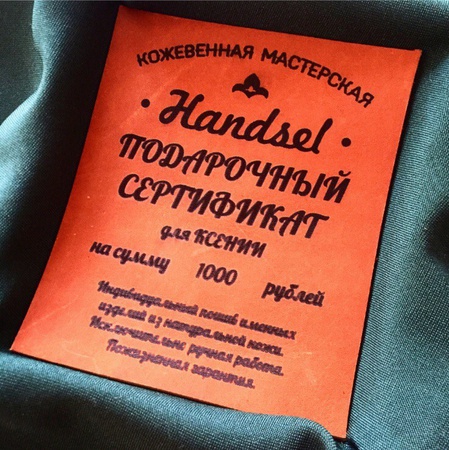 КОЖЕВЕННАЯ МАСТЕРСКАЯ
• Handsel •
ПОДАРОЧНЫЙ
СЕРТИФИКАТ
для КСЕНИИ
на сумму 1000 рублей
Индивидуальный пошив именных
изделий из натуральной кожи.
Исключительно ручная работа.
Пожизненная гарантия.